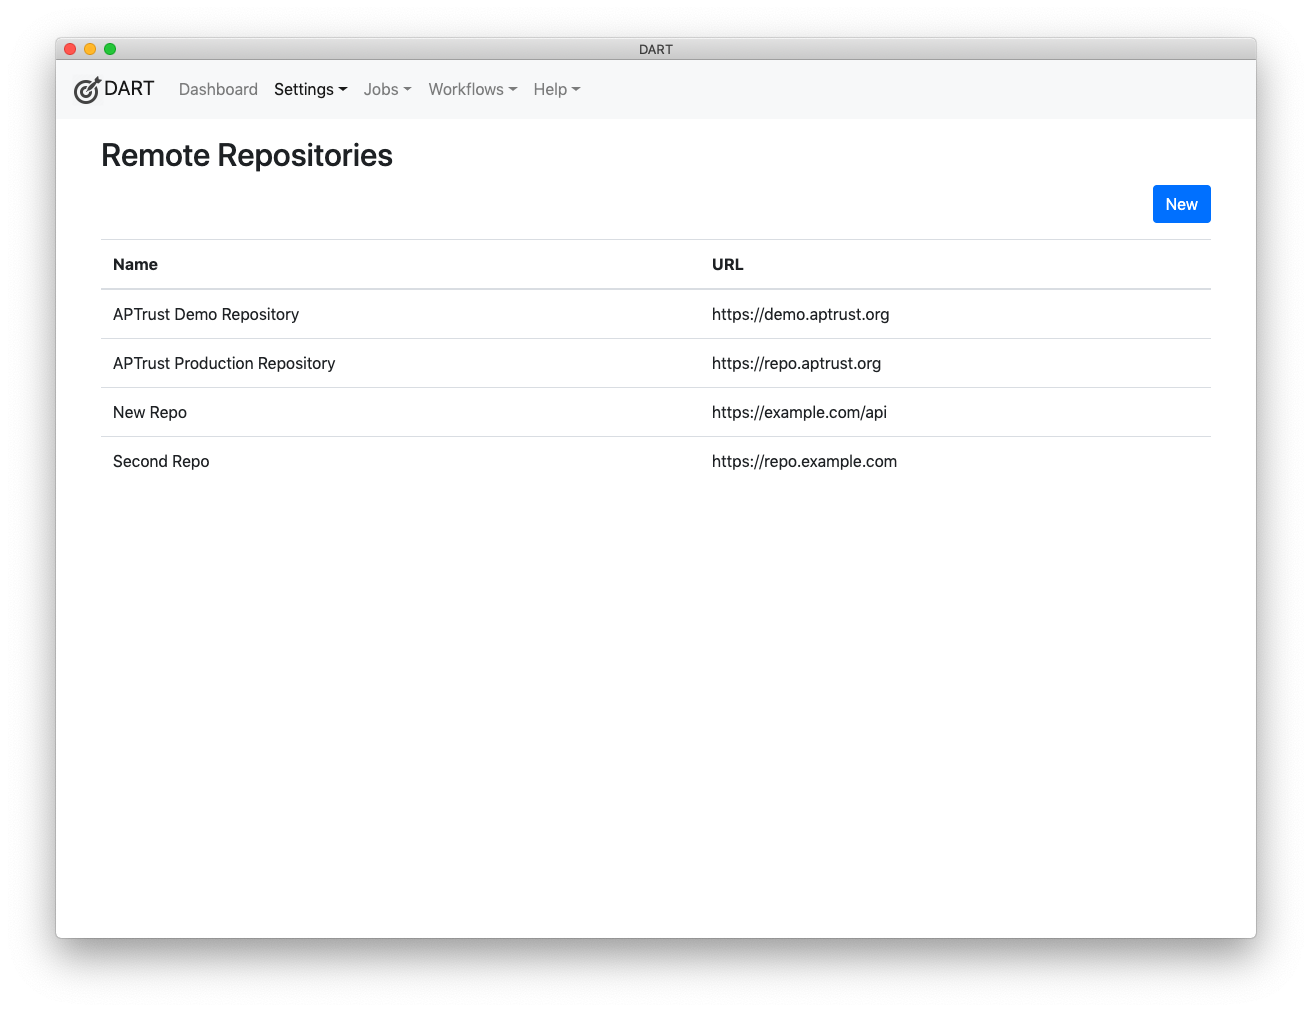 DART
DART Dashboard Settings Jobs Workflows Help
Remote Repositories
New
Name URL
APTrust Demo Repository https://demo.aptrust.org
APTrust Production Repository https://repo.aptrust.org
New Repo https://example.com/api
Second Repo https://repo.example.com